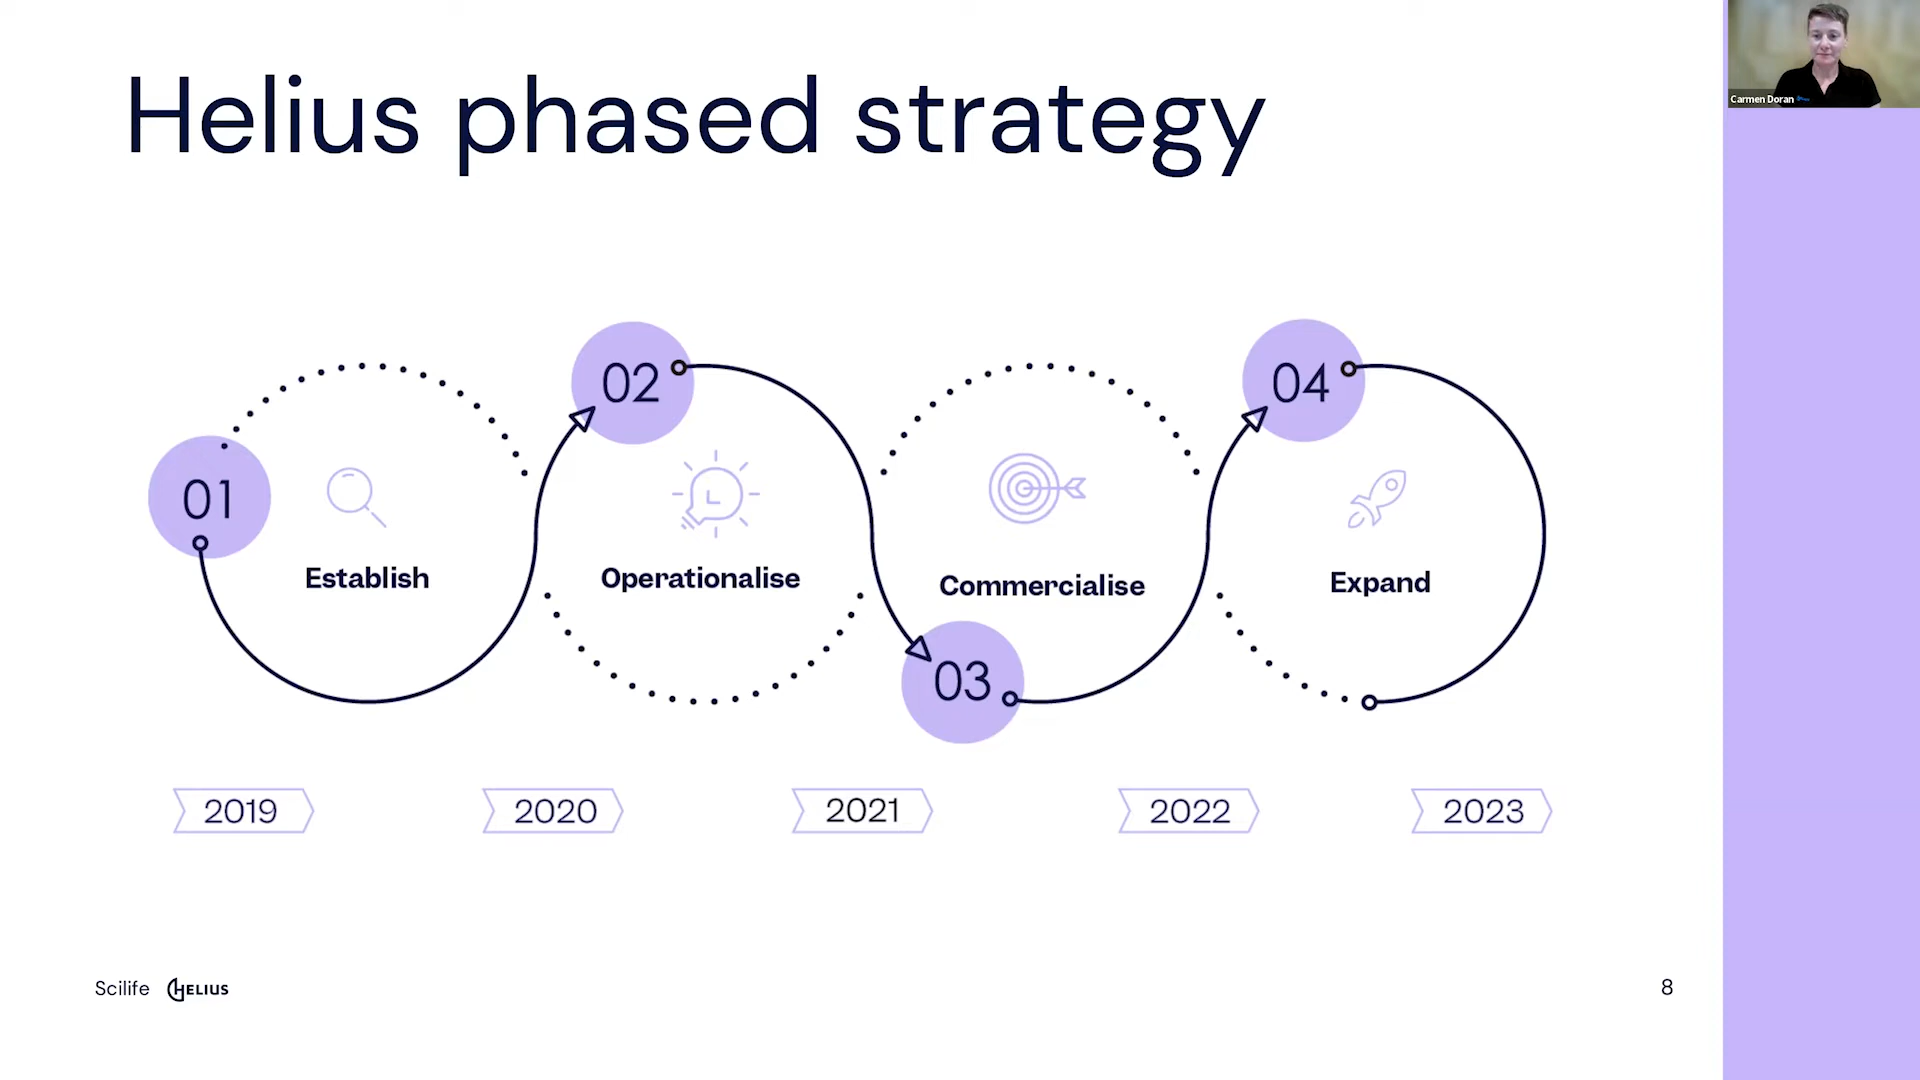 Helius phased strategy
Carmen Doran
01
02
03
04
Establish
Operationalise
Commercialise
Expand
2019
2020
2021
2022
2023
Scilife HELIUS
8